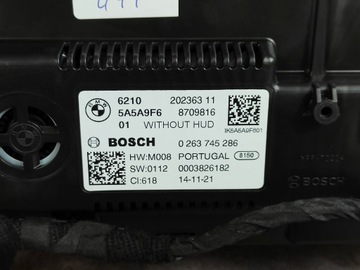 6210 202363 11
5A5A9F6 8709816
01 WITHOUT HUD
IK5A5A9F601
BOSCH 0 263 745 286
HW:M008 PORTUGAL 8150
SW:0112 0003826182
CI:618 14-11-21
BOSCH